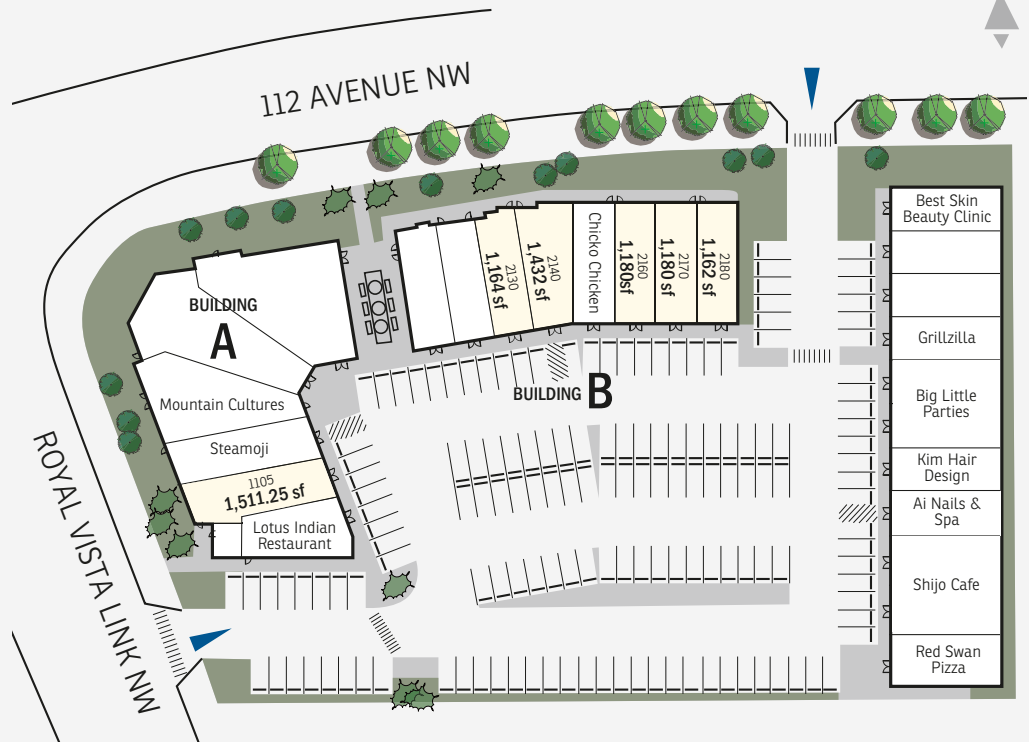 112 AVENUE NW
ROYAL VISTA LINK NW
BUILDING
A
Mountain Cultures
Steamoji
1105
1,511.25 sf
Lotus Indian
Restaurant
2130
1,164 sf
2140
1,432 sf
Chicko Chicken
2160
1,180sf
2170
1,180 sf
2180
1,162 sf
BUILDING B
Best Skin
Beauty Clinic
Grillzilla
Big Little
Parties
Kim Hair
Design
Ai Nails &
Spa
Shijo Cafe
Red Swan
Pizza